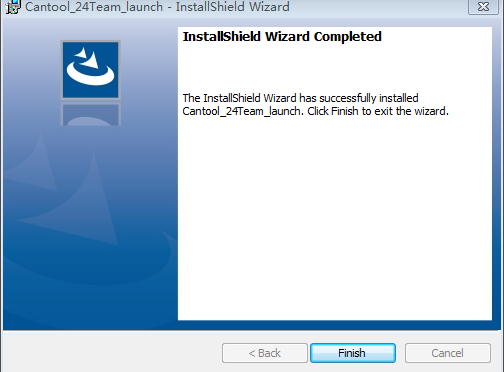 Cantool_24Team_launch - InstallShield Wizard
InstallShield Wizard Completed
The InstallShield Wizard has successfully installed
Cantool_24Team_launch. Click Finish to exit the wizard.
< Back
Finish
Cancel